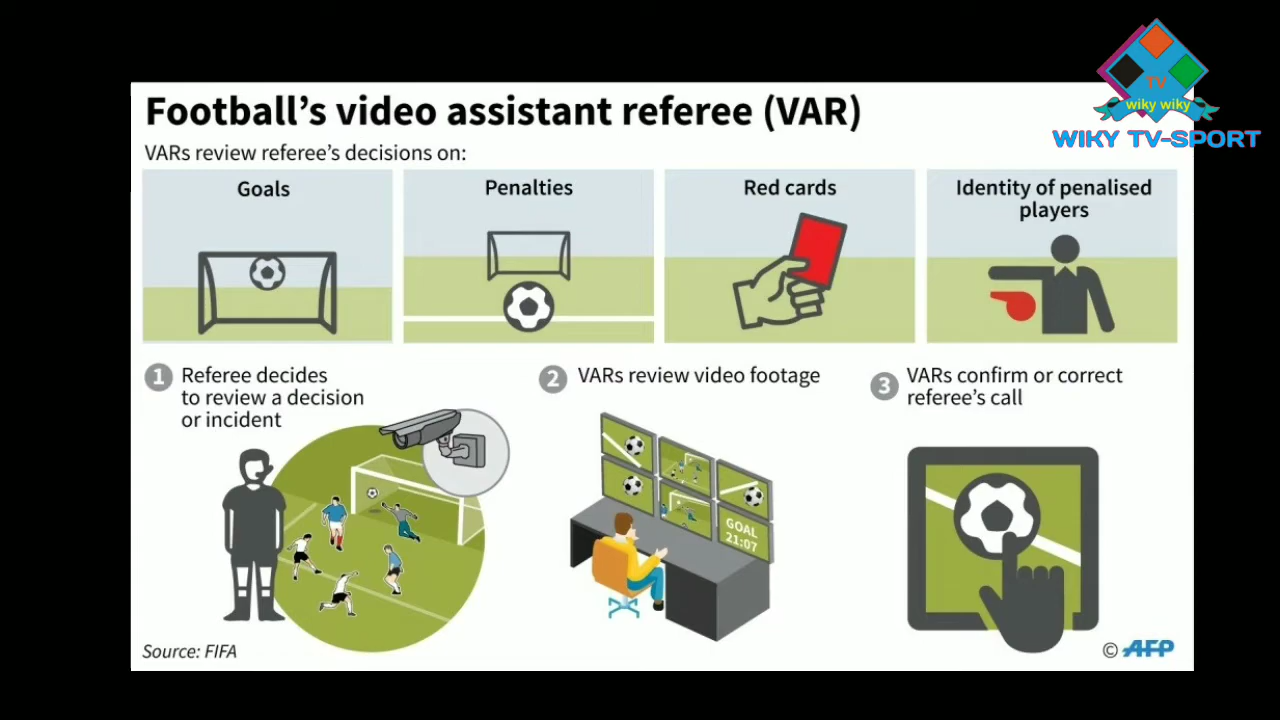 TV
wiky wiky
WIKY TV-SPORT
Football's video assistant referee (VAR)
VARs review referee's decisions on:
Goals
Penalties
Red cards
Identity of penalised
players
1
Referee decides
to review a decision
or incident
2
VARs review video footage
3
VARs confirm or correct
referee's call
GOAL
21:07
Source: FIFA
© AFP